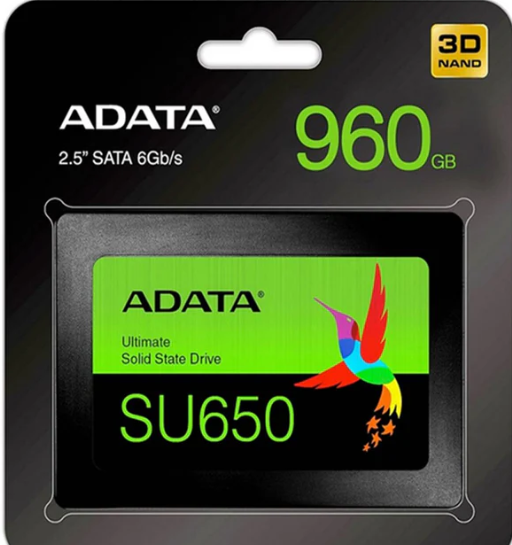 3D
NAND
ADATA®
960GB
2.5” SATA 6Gb/s
ADATA®
Ultimate
Solid State Drive
SU650